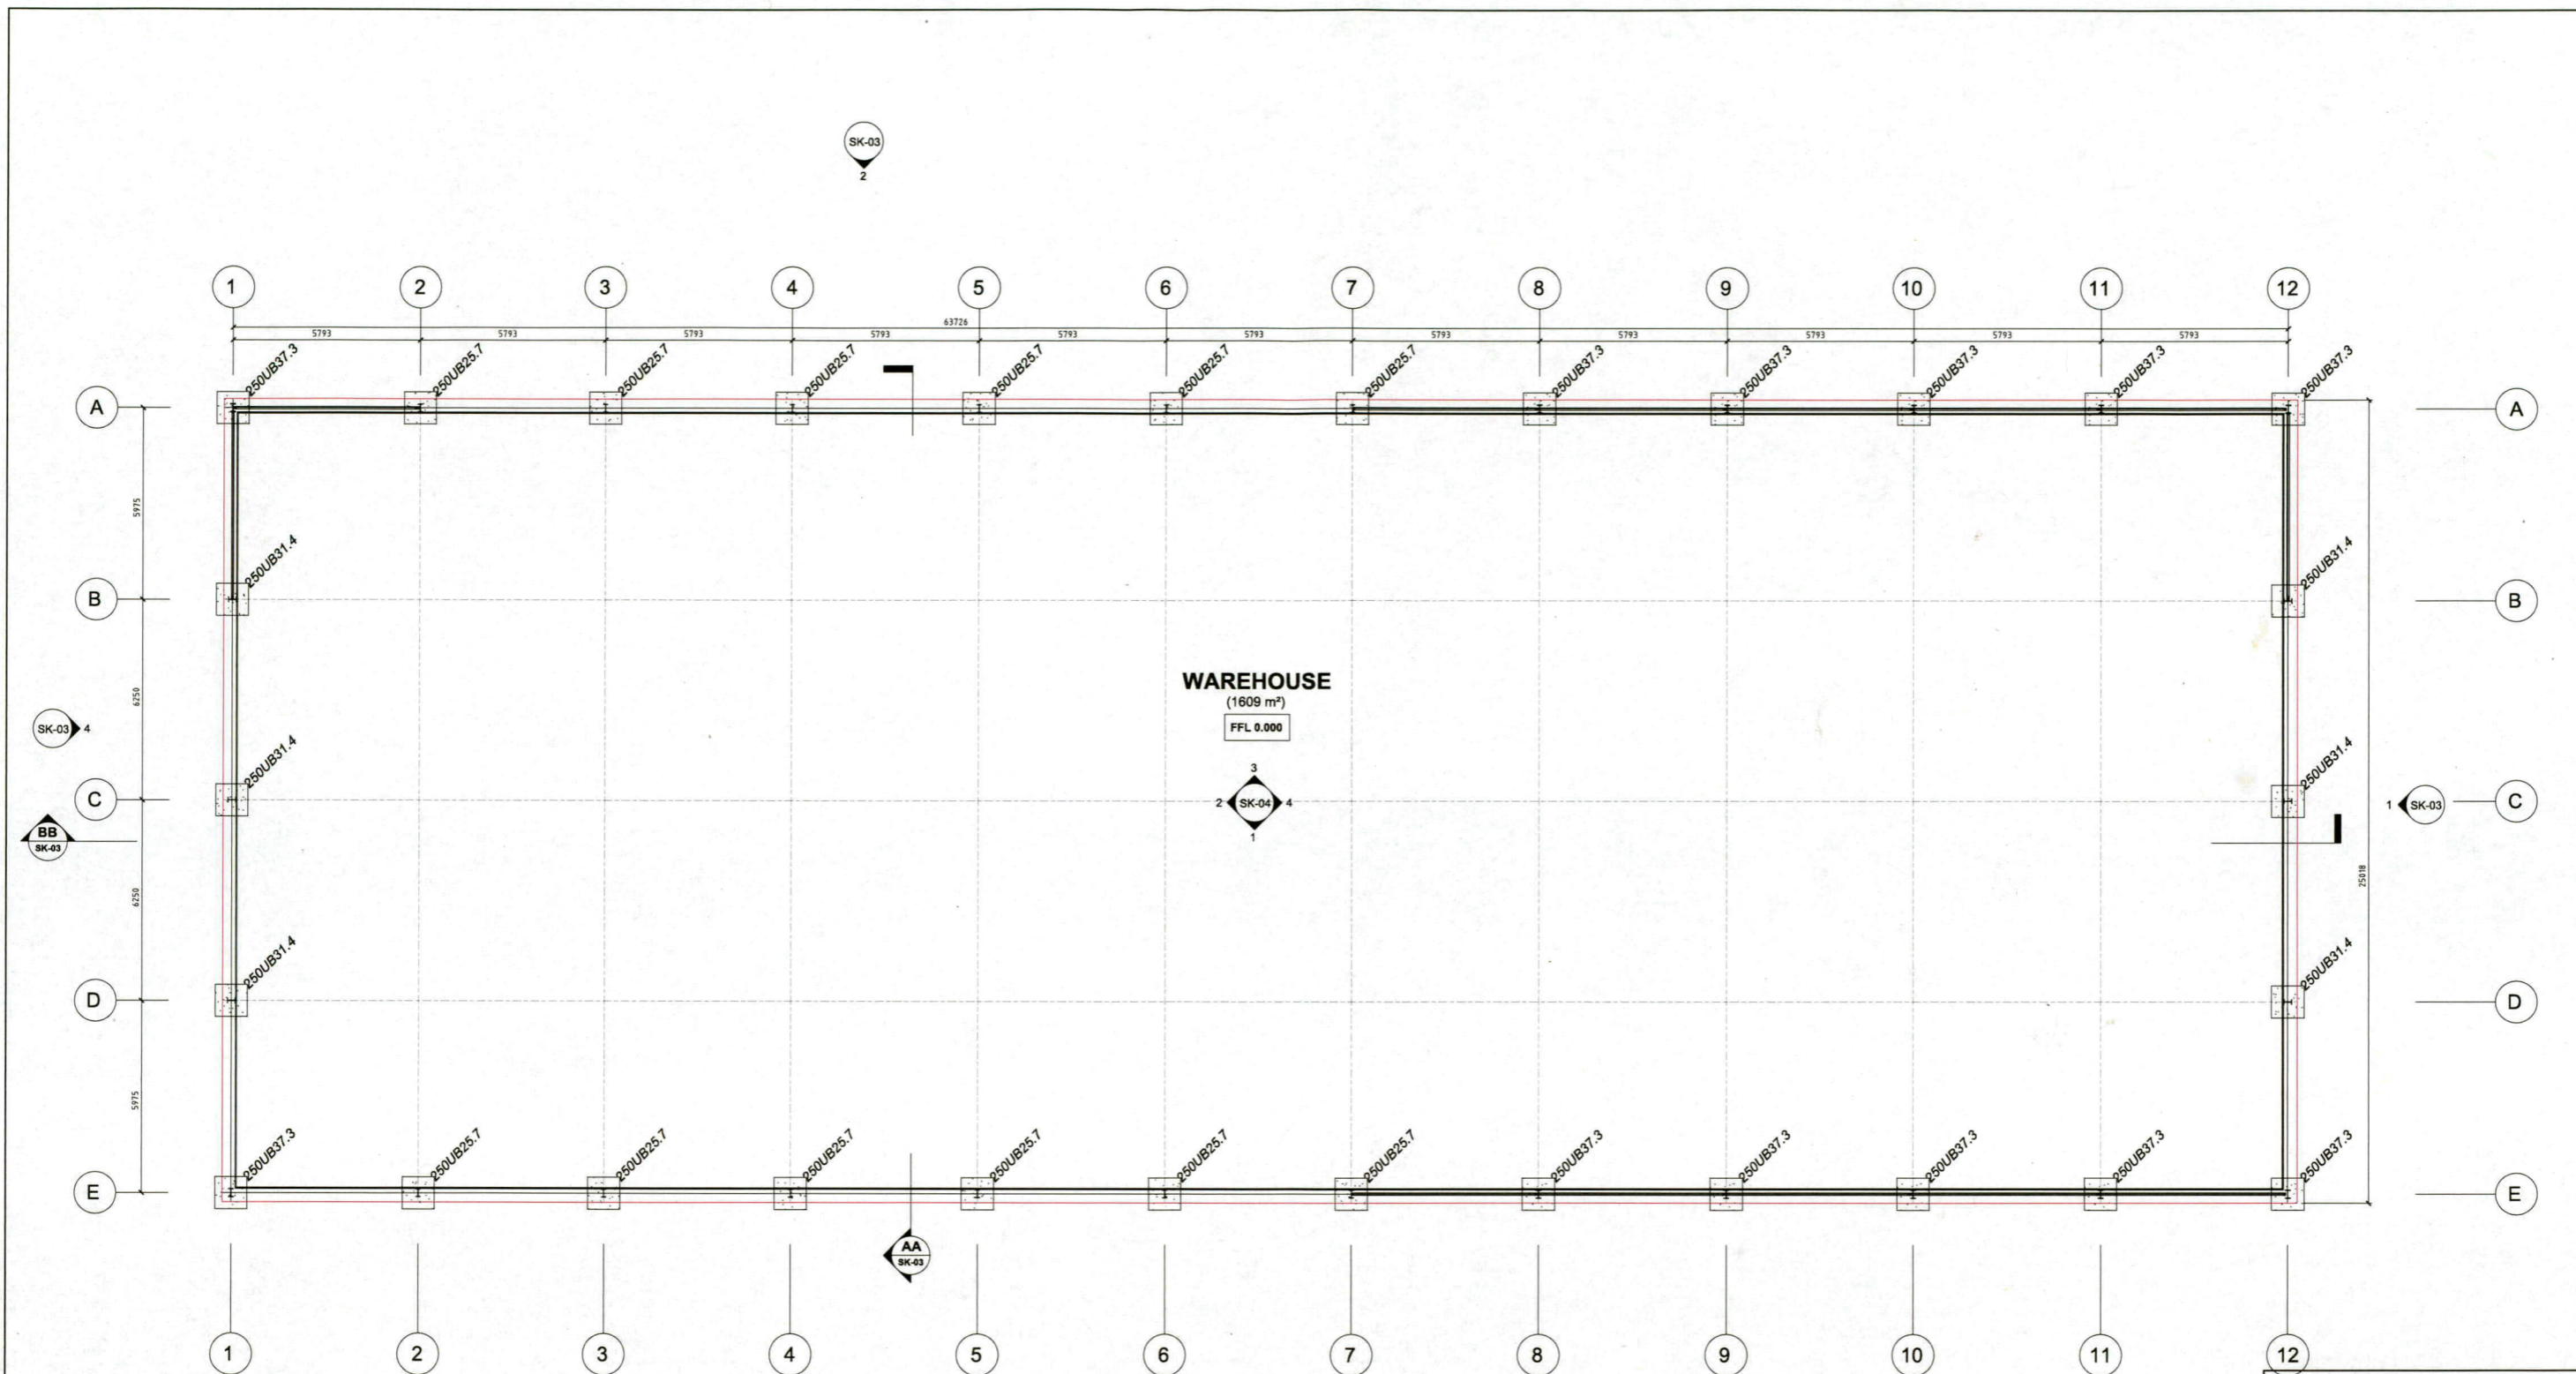 SK-03
2
1 2 3 4 5 6 7 8 9 10 11 12
63726
5793 5793 5793 5793 5793 5793 5793 5793 5793 5793 5793
250UB37.3 250UB25.7 250UB25.7 250UB25.7 250UB25.7 250UB25.7 250UB25.7 250UB37.3 250UB37.3 250UB37.3 250UB37.3 250UB37.3
A A
5975
250UB31.4 250UB31.4
B B
WAREHOUSE
(1609 m²)
6250
FFL 0.000
SK-03 4
250UB31.4 250UB31.4
3
C 2 SK-04 4 1 SK-03 C
1
BB
SK-03
25018
6250
250UB31.4 250UB31.4
D D
5975
250UB37.3 250UB25.7 250UB25.7 250UB25.7 250UB25.7 250UB25.7 250UB25.7 250UB37.3 250UB37.3 250UB37.3 250UB37.3 250UB37.3
E E
AA
SK-03
1 2 3 4 5 6 7 8 9 10 11 12